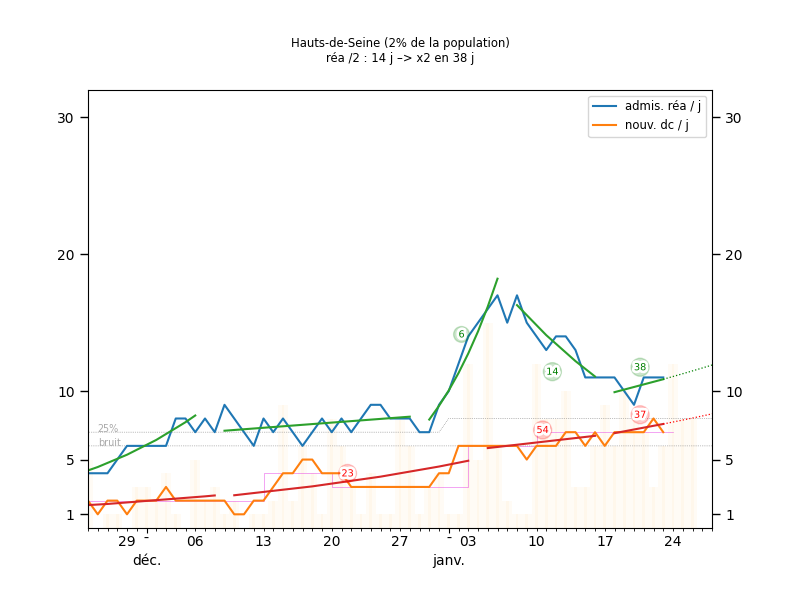 Hauts-de-Seine (2% de la population)
réa /2 : 14 j –> x2 en 38 j
admis. réa / j
nouv. dc / j
30
30
20
20
6
14
38
10
10
37
25%
54
bruit
5
5
23
1
1
29 - 06 13 20 27 - 03 10 17 24
déc. janv.